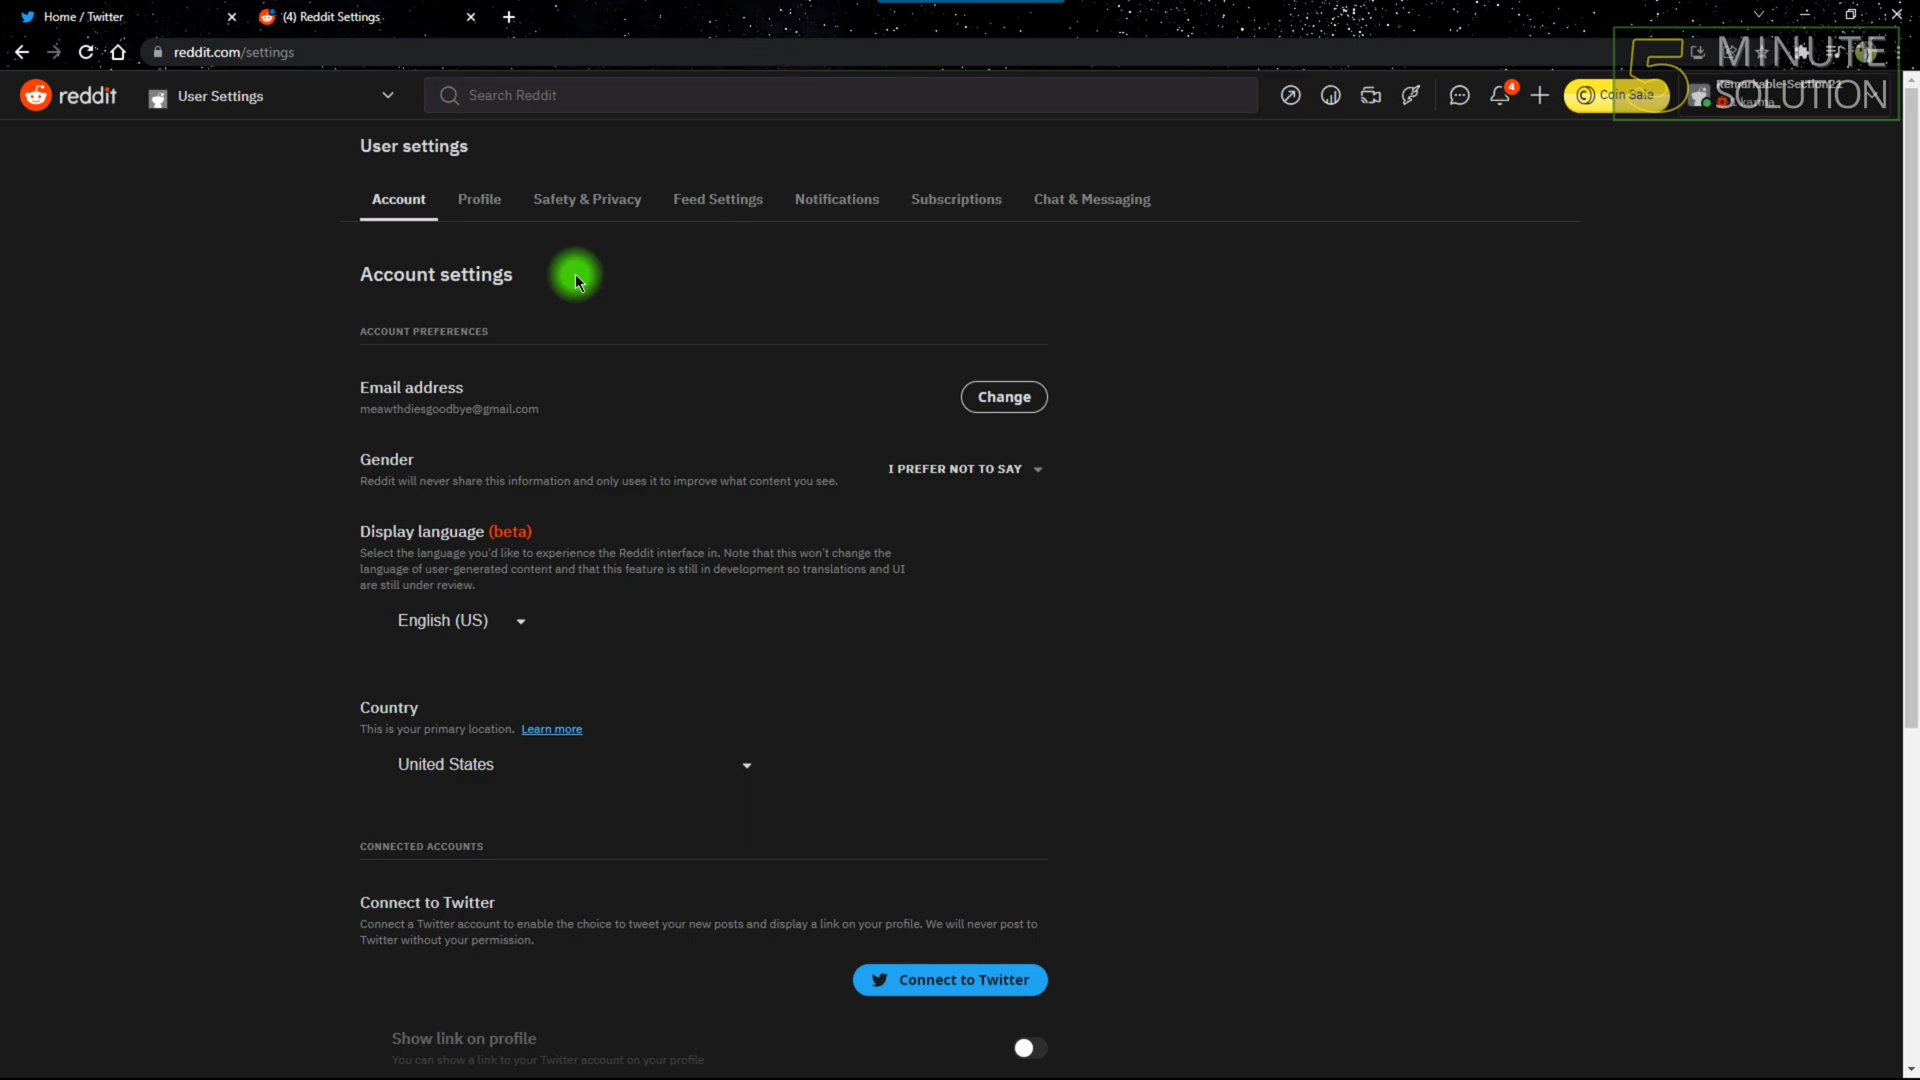 Home / Twitter
(4) Reddit Settings
reddit.com/settings
5 MINUTE
SOLUTION
reddit
User Settings
Search Reddit
4
Coin Sale
Remarkable-Section22
karma
User settings
Account
Profile
Safety & Privacy
Feed Settings
Notifications
Subscriptions
Chat & Messaging
Account settings
ACCOUNT PREFERENCES
Email address
meawthdiesgoodbye@gmail.com
Change
Gender
Reddit will never share this information and only uses it to improve what content you see.
I PREFER NOT TO SAY
Display language (beta)
Select the language you'd like to experience the Reddit interface in. Note that this won't change the
language of user-generated content and that this feature is still in development so translations and UI
are still under review.
English (US)
Country
This is your primary location. Learn more
United States
CONNECTED ACCOUNTS
Connect to Twitter
Connect a Twitter account to enable the choice to tweet your new posts and display a link on your profile. We will never post to
Twitter without your permission.
Connect to Twitter
Show link on profile
You can show a link to your Twitter account on your profile